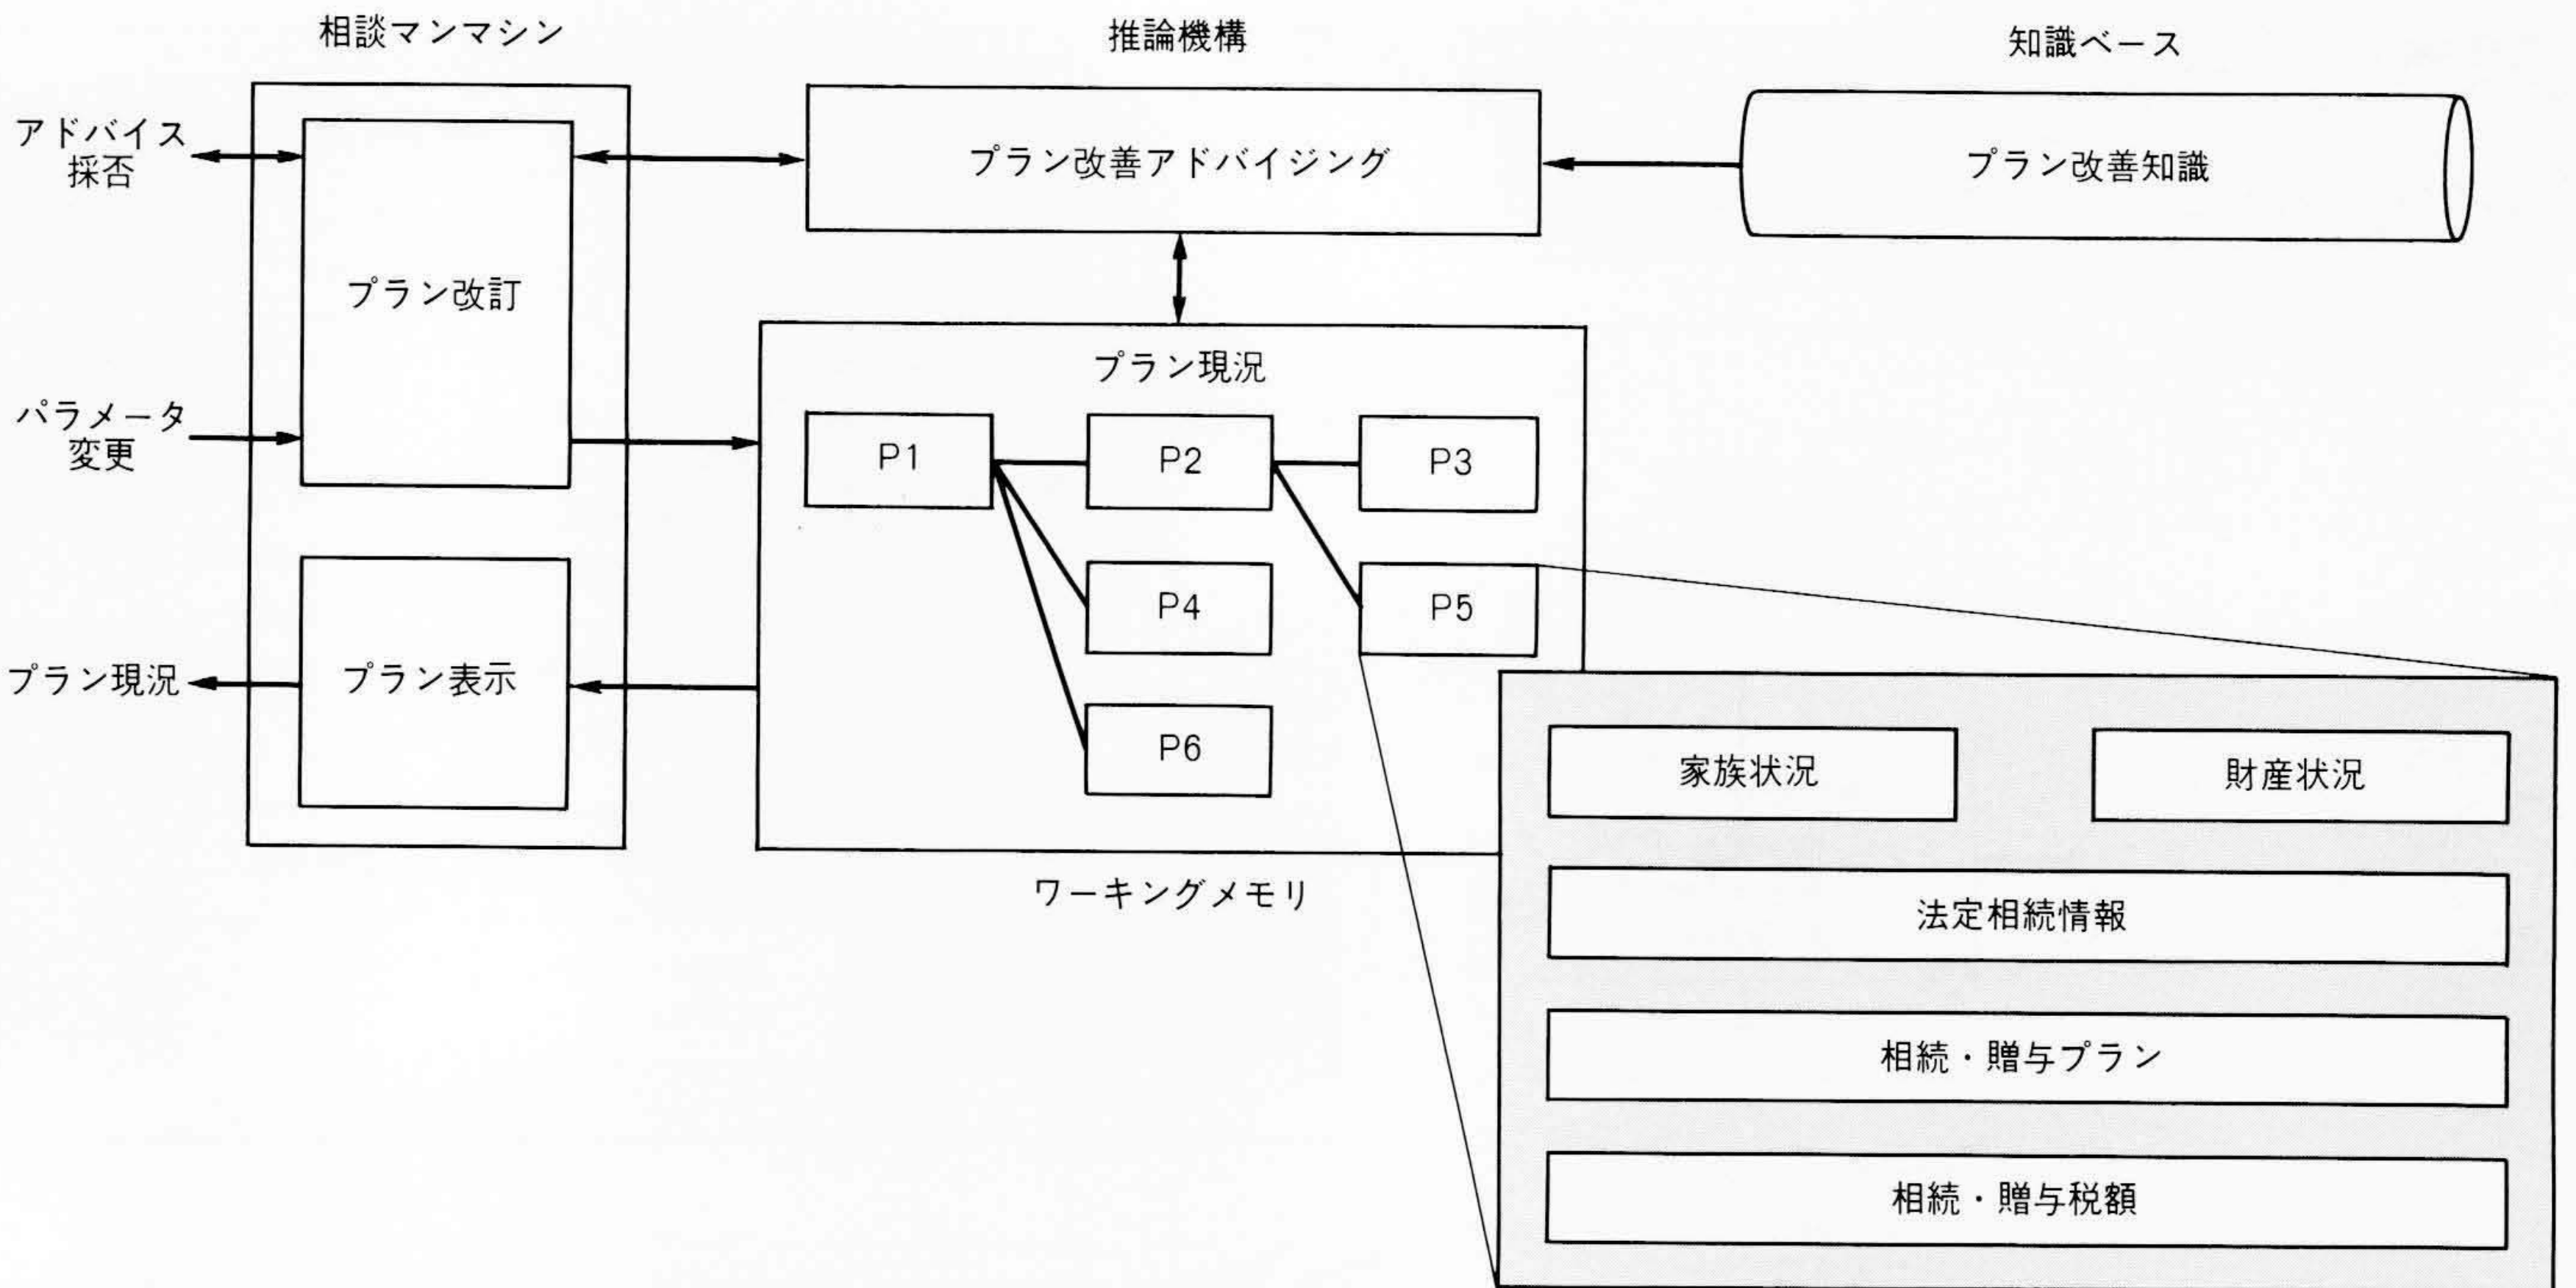 相談マンマシン
推論機構
知識ベース
アドバイス
採否
プラン改訂
プラン改善アドバイジング
プラン改善知識
パラメータ
変更
プラン現況
P1
P2
P3
P4
P5
P6
プラン現況
プラン表示
ワーキングメモリ
家族状況
財産状況
法定相続情報
相続・贈与プラン
相続・贈与税額